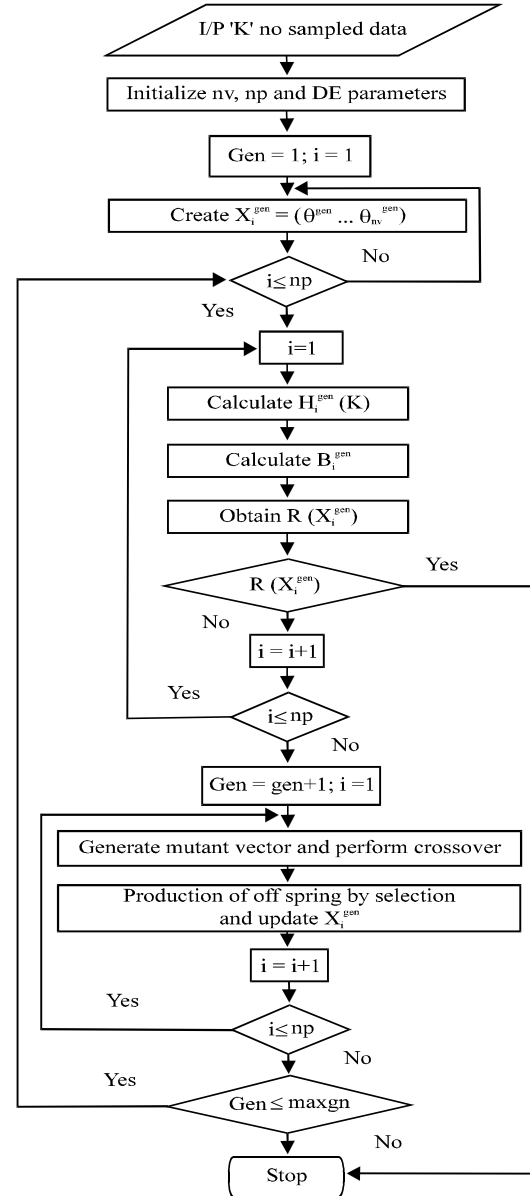 I/P 'K' no sampled data
Initialize nv, np and DE parameters
Gen = 1; i = 1
Create X_i^gen = (θ^gen ... θ_nv^gen)
No
i≤ np
Yes
i=1
Calculate H_i^gen (K)
Calculate B_i^gen
Obtain R (X_i^gen)
Yes
R (X_i^gen)
No
i = i+1
Yes
i≤ np
No
Gen = gen+1; i =1
Generate mutant vector and perform crossover
Production of off spring by selection
and update X_i^gen
i = i+1
Yes
i≤ np
No
Yes
Gen ≤ maxgn
No
Stop